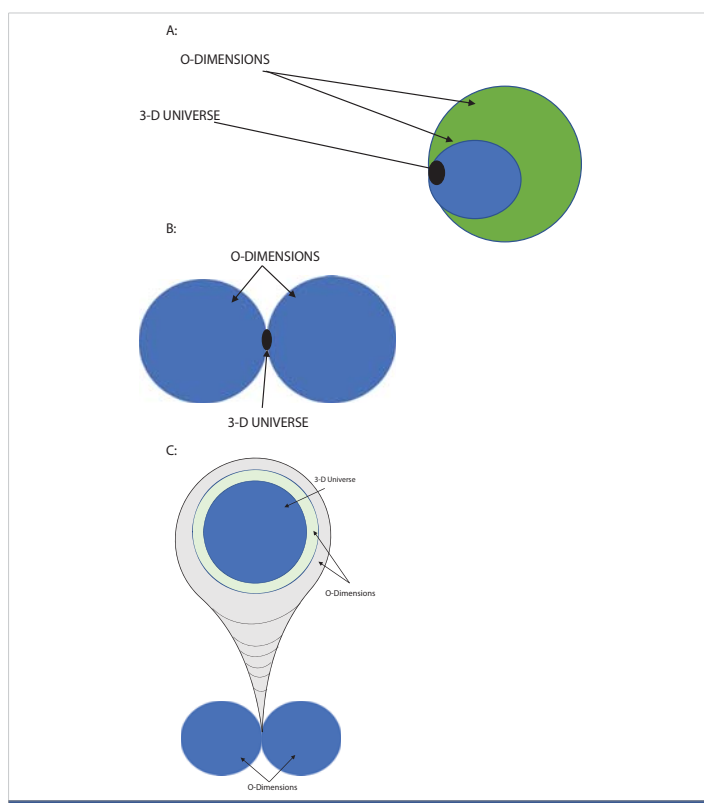 A:
O-DIMENSIONS
3-D UNIVERSE
B:
O-DIMENSIONS
3-D UNIVERSE
C:
3-D Universe
O-Dimensions
O-Dimensions